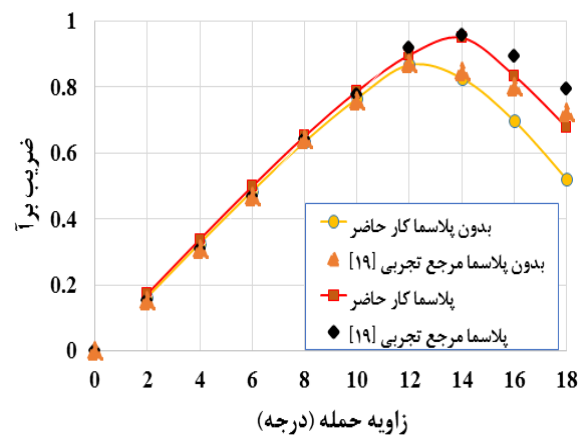 1
0.8
0.6
0.4
0.2
0
ضریب برآ
بدون پلاسما کار حاضر
بدون پلاسما مرجع تجربی [۱۹]
پلاسما کار حاضر
پلاسما مرجع تجربی [۱۹]
0 2 4 6 8 10 12 14 16 18
زاویه حمله (درجه)